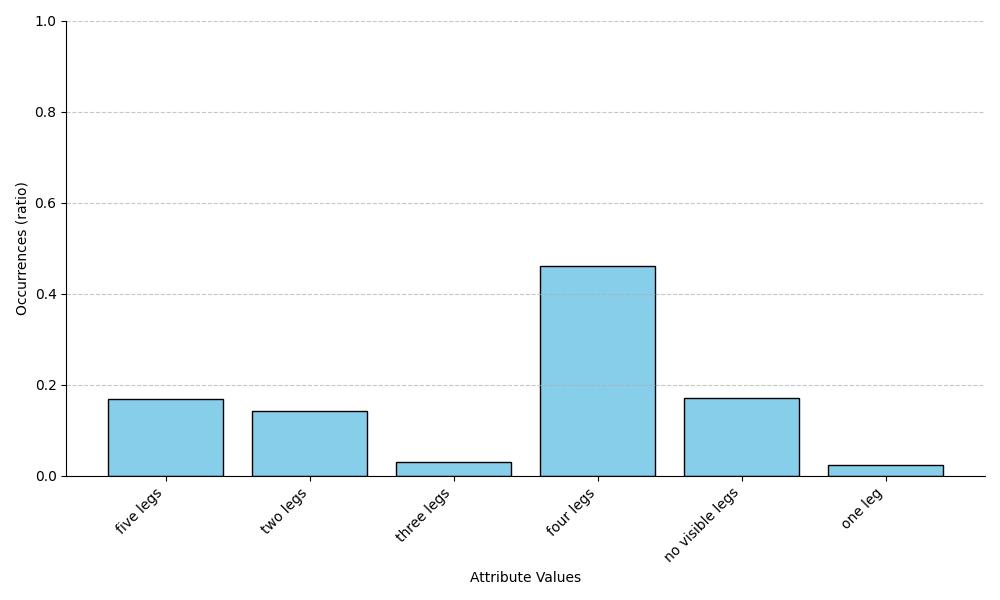 1.0
0.8
0.6
0.4
0.2
0.0
Occurrences (ratio)
five legs
two legs
three legs
four legs
no visible legs
one leg
Attribute Values